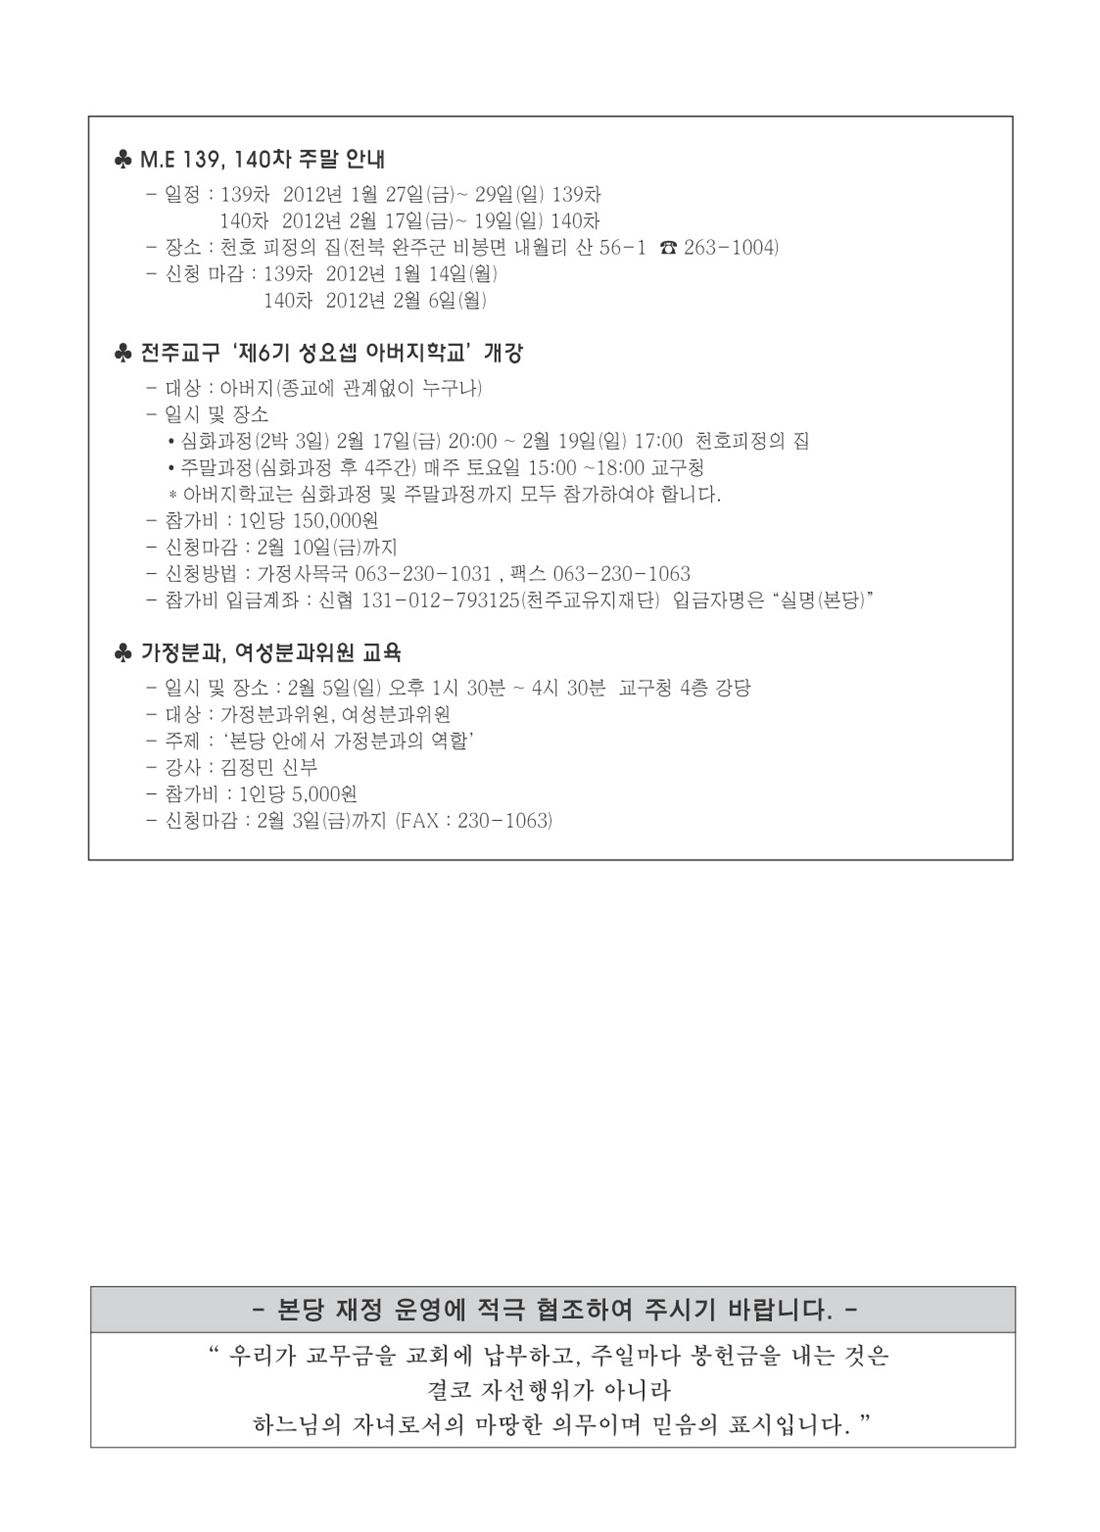 ♣ M.E 139, 140차 주말 안내
- 일정 : 139차 2012년 1월 27일(금)~ 29일(일) 139차
140차 2012년 2월 17일(금)~ 19일(일) 140차
- 장소 : 천호 피정의 집(전북 완주군 비봉면 내월리 산 56-1 ☎ 263-1004)
- 신청 마감 : 139차 2012년 1월 14일(월)
140차 2012년 2월 6일(월)
♣ 전주교구 ‘제6기 성요셉 아버지학교’ 개강
- 대상 : 아버지(종교에 관계없이 누구나)
- 일시 및 장소
• 심화과정(2박 3일) 2월 17일(금) 20:00 ~ 2월 19일(일) 17:00 천호피정의 집
• 주말과정(심화과정 후 4주간) 매주 토요일 15:00 ~18:00 교구청
* 아버지학교는 심화과정 및 주말과정까지 모두 참가하여야 합니다.
- 참가비 : 1인당 150,000원
- 신청마감 : 2월 10일(금)까지
- 신청방법 : 가정사목국 063-230-1031 , 팩스 063-230-1063
- 참가비 입금계좌 : 신협 131-012-793125(천주교유지재단) 입금자명은 “실명(본당)”
♣ 가정분과, 여성분과위원 교육
- 일시 및 장소 : 2월 5일(일) 오후 1시 30분 ~ 4시 30분 교구청 4층 강당
- 대상 : 가정분과위원, 여성분과위원
- 주제 : ‘본당 안에서 가정분과의 역할’
- 강사 : 김정민 신부
- 참가비 : 1인당 5,000원
- 신청마감 : 2월 3일(금)까지 (FAX : 230-1063)
- 본당 재정 운영에 적극 협조하여 주시기 바랍니다. -
“ 우리가 교무금을 교회에 납부하고, 주일마다 봉헌금을 내는 것은
결코 자선행위가 아니라
하느님의 자녀로서의 마땅한 의무이며 믿음의 표시입니다. ”